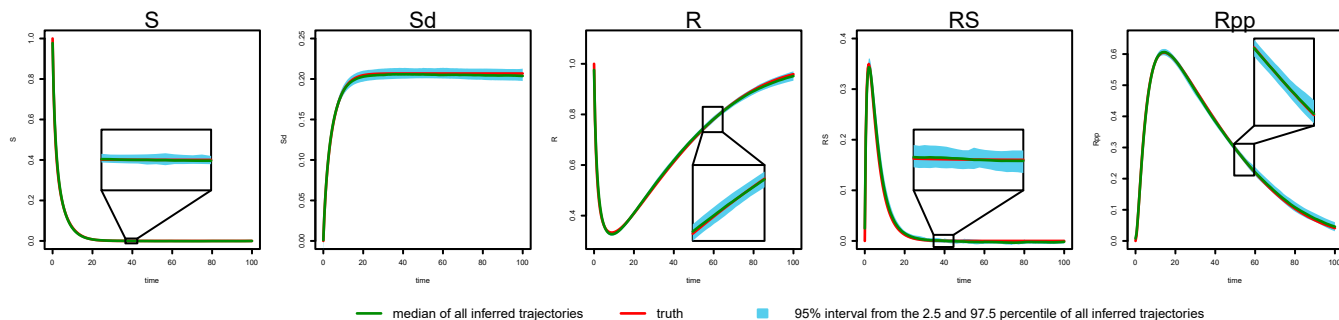 S
Sd
R
RS
Rpp
S
0.0 0.2 0.4 0.6 0.8 1.0
0 20 40 60 80 100
time
Sd
0.00 0.05 0.10 0.15 0.20 0.25
0 20 40 60 80 100
time
R
0.4 0.6 0.8 1.0
0 20 40 60 80 100
time
RS
0.0 0.1 0.2 0.3 0.4
0 20 40 60 80 100
time
Rpp
0.0 0.1 0.2 0.3 0.4 0.5 0.6
0 20 40 60 80 100
time
median of all inferred trajectories
truth
95% interval from the 2.5 and 97.5 percentile of all inferred trajectories